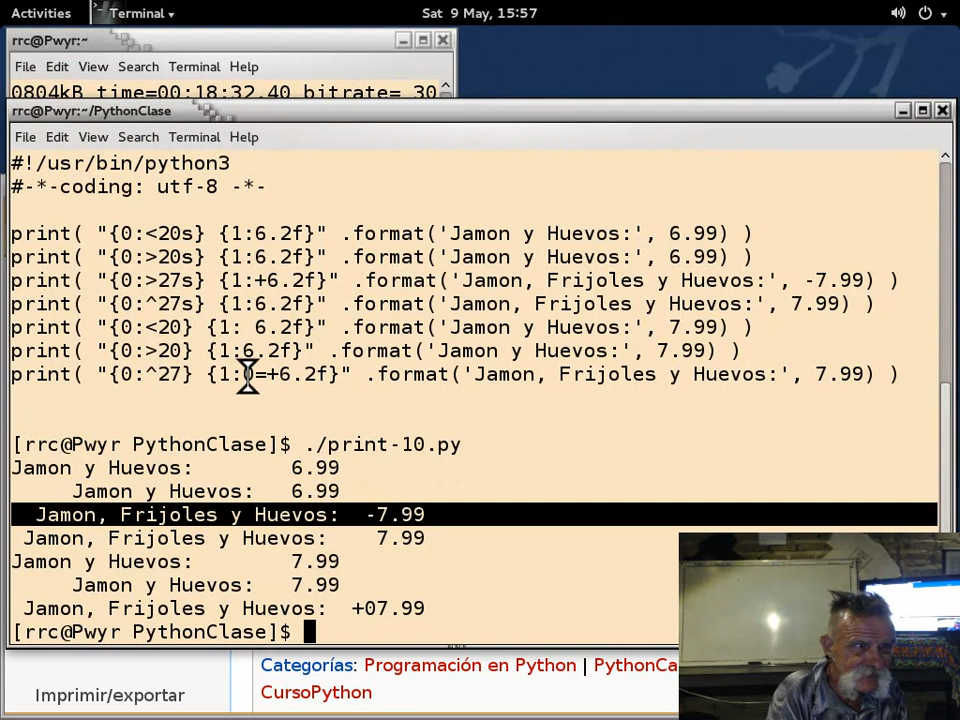 Activities Terminal Sat 9 May, 15:57
rrc@Pwyr:~
File Edit View Search Terminal Help
0804kB time=00:18:32.40 bitrate= 30
rrc@Pwyr:~/PythonClase
File Edit View Search Terminal Help
#!/usr/bin/python3
#-*-coding: utf-8 -*-
print( "{0:<20s} {1:6.2f}" .format('Jamon y Huevos:', 6.99) )
print( "{0:>20s} {1:6.2f}" .format('Jamon y Huevos:', 6.99) )
print( "{0:>27s} {1:+6.2f}" .format('Jamon, Frijoles y Huevos:', -7.99) )
print( "{0:^27s} {1:6.2f}" .format('Jamon, Frijoles y Huevos:', 7.99) )
print( "{0:<20} {1: 6.2f}" .format('Jamon y Huevos:', 7.99) )
print( "{0:>20} {1:6.2f}" .format('Jamon y Huevos:', 7.99) )
print( "{0:^27} {1:0=+6.2f}" .format('Jamon, Frijoles y Huevos:', 7.99) )
[rrc@Pwyr PythonClase]$ ./print-10.py
Jamon y Huevos: 6.99
Jamon y Huevos: 6.99
Jamon, Frijoles y Huevos: -7.99
Jamon, Frijoles y Huevos: 7.99
Jamon y Huevos: 7.99
Jamon y Huevos: 7.99
Jamon, Frijoles y Huevos: +07.99
[rrc@Pwyr PythonClase]$
Categorías: Programación en Python | PythonCa
Imprimir/exportar
CursoPython